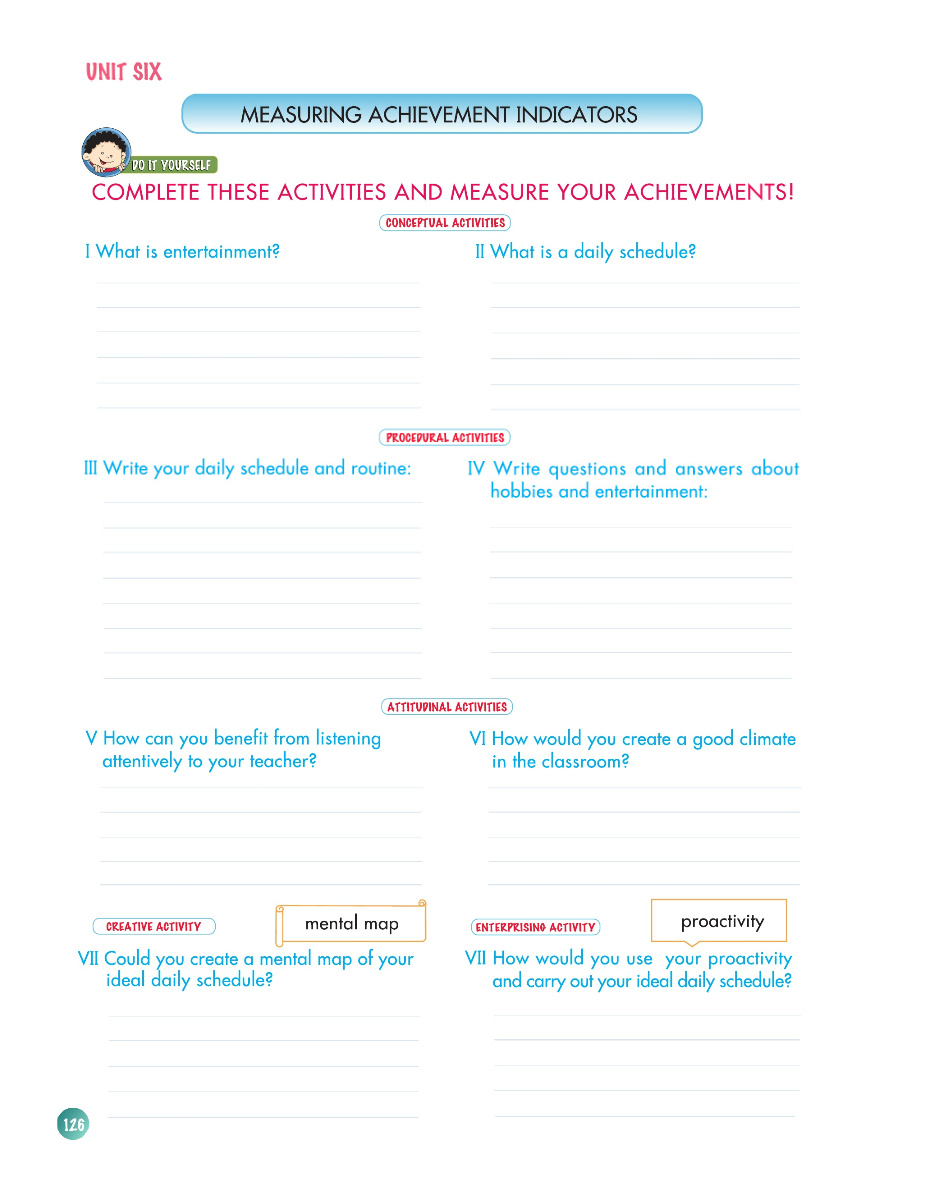 UNIT SIX
MEASURING ACHIEVEMENT INDICATORS
DO IT YOURSELF
COMPLETE THESE ACTIVITIES AND MEASURE YOUR ACHIEVEMENTS!
CONCEPTUAL ACTIVITIES
I What is entertainment?
II What is a daily schedule?
PROCEDURAL ACTIVITIES
III Write your daily schedule and routine:
IV Write questions and answers about
hobbies and entertainment:
ATTITUDINAL ACTIVITIES
V How can you benefit from listening
attentively to your teacher?
VI How would you create a good climate
in the classroom?
CREATIVE ACTIVITY
mental map
VII Could you create a mental map of your
ideal daily schedule?
ENTERPRISING ACTIVITY
proactivity
VII How would you use your proactivity
and carry out your ideal daily schedule?
126